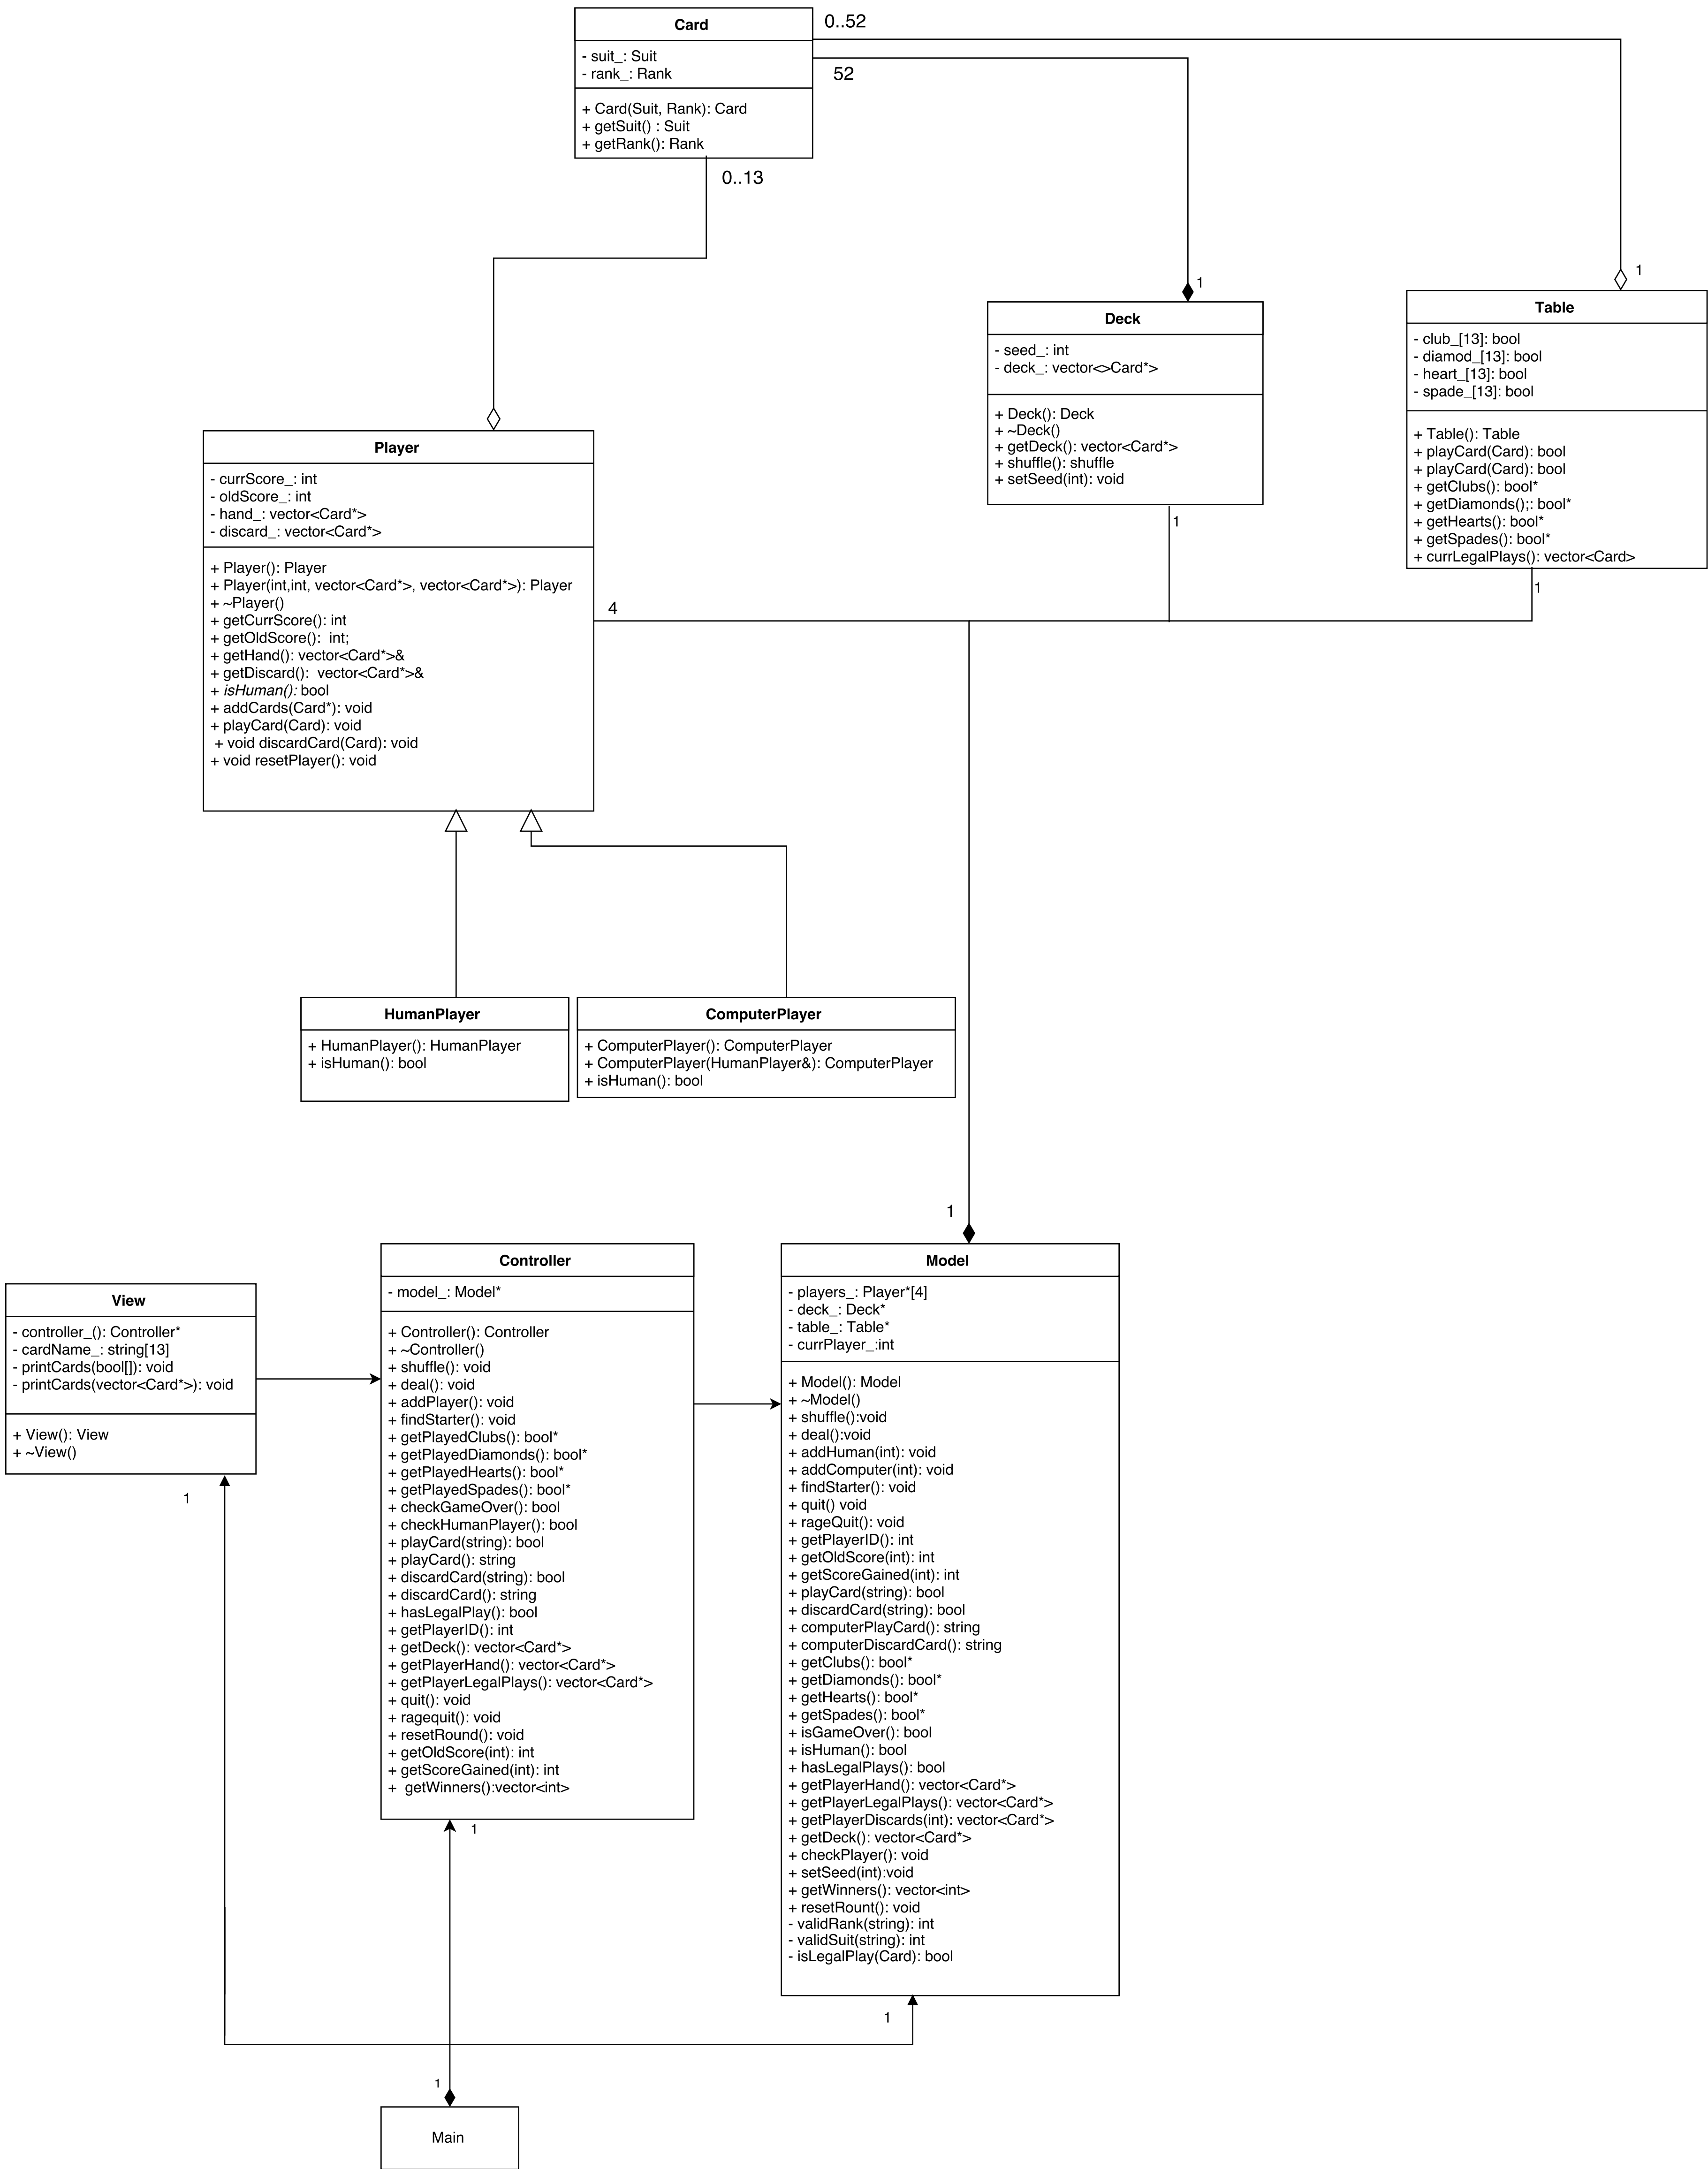 Card
- suit_: Suit
- rank_: Rank
+ Card(Suit, Rank): Card
+ getSuit() : Suit
+ getRank(): Rank
0..52
52
0..13
1
Deck
- seed_: int
- deck_: vector<>Card*>
+ Deck(): Deck
+ ~Deck()
+ getDeck(): vector<Card*>
+ shuffle(): shuffle
+ setSeed(int): void
1
1
Table
- club_[13]: bool
- diamod_[13]: bool
- heart_[13]: bool
- spade_[13]: bool
+ Table(): Table
+ playCard(Card): bool
+ playCard(Card): bool
+ getClubs(): bool*
+ getDiamonds();: bool*
+ getHearts(): bool*
+ getSpades(): bool*
+ currLegalPlays(): vector<Card>
1
Player
- currScore_: int
- oldScore_: int
- hand_: vector<Card*>
- discard_: vector<Card*>
+ Player(): Player
+ Player(int,int, vector<Card*>, vector<Card*>): Player
+ ~Player()
+ getCurrScore(): int
+ getOldScore():  int;
+ getHand(): vector<Card*>&
+ getDiscard():  vector<Card*>&
+ isHuman(): bool
+ addCards(Card*): void
+ playCard(Card): void
+ void discardCard(Card): void
+ void resetPlayer(): void
4
HumanPlayer
+ HumanPlayer(): HumanPlayer
+ isHuman(): bool
ComputerPlayer
+ ComputerPlayer(): ComputerPlayer
+ ComputerPlayer(HumanPlayer&): ComputerPlayer
+ isHuman(): bool
1
View
- controller_(): Controller*
- cardName_: string[13]
- printCards(bool[]): void
- printCards(vector<Card*>): void
+ View(): View
+ ~View()
1
Controller
- model_: Model*
+ Controller(): Controller
+ ~Controller()
+ shuffle(): void
+ deal(): void
+ addPlayer(): void
+ findStarter(): void
+ getPlayedClubs(): bool*
+ getPlayedDiamonds(): bool*
+ getPlayedHearts(): bool*
+ getPlayedSpades(): bool*
+ checkGameOver(): bool
+ checkHumanPlayer(): bool
+ playCard(string): bool
+ playCard(): string
+ discardCard(string): bool
+ discardCard(): string
+ hasLegalPlay(): bool
+ getPlayerID(): int
+ getDeck(): vector<Card*>
+ getPlayerHand(): vector<Card*>
+ getPlayerLegalPlays(): vector<Card*>
+ quit(): void
+ ragequit(): void
+ resetRound(): void
+ getOldScore(int): int
+ getScoreGained(int): int
+  getWinners():vector<int>
1
Model
- players_: Player*[4]
- deck_: Deck*
- table_: Table*
- currPlayer_:int
+ Model(): Model
+ ~Model()
+ shuffle():void
+ deal():void
+ addHuman(int): void
+ addComputer(int): void
+ findStarter(): void
+ quit() void
+ rageQuit(): void
+ getPlayerID(): int
+ getOldScore(int): int
+ getScoreGained(int): int
+ playCard(string): bool
+ discardCard(string): bool
+ computerPlayCard(): string
+ computerDiscardCard(): string
+ getClubs(): bool*
+ getDiamonds(): bool*
+ getHearts(): bool*
+ getSpades(): bool*
+ isGameOver(): bool
+ isHuman(): bool
+ hasLegalPlays(): bool
+ getPlayerHand(): vector<Card*>
+ getPlayerLegalPlays(): vector<Card*>
+ getPlayerDiscards(int): vector<Card*>
+ getDeck(): vector<Card*>
+ checkPlayer(): void
+ setSeed(int):void
+ getWinners(): vector<int>
+ resetRount(): void
- validRank(string): int
- validSuit(string): int
- isLegalPlay(Card): bool
1
1
Main